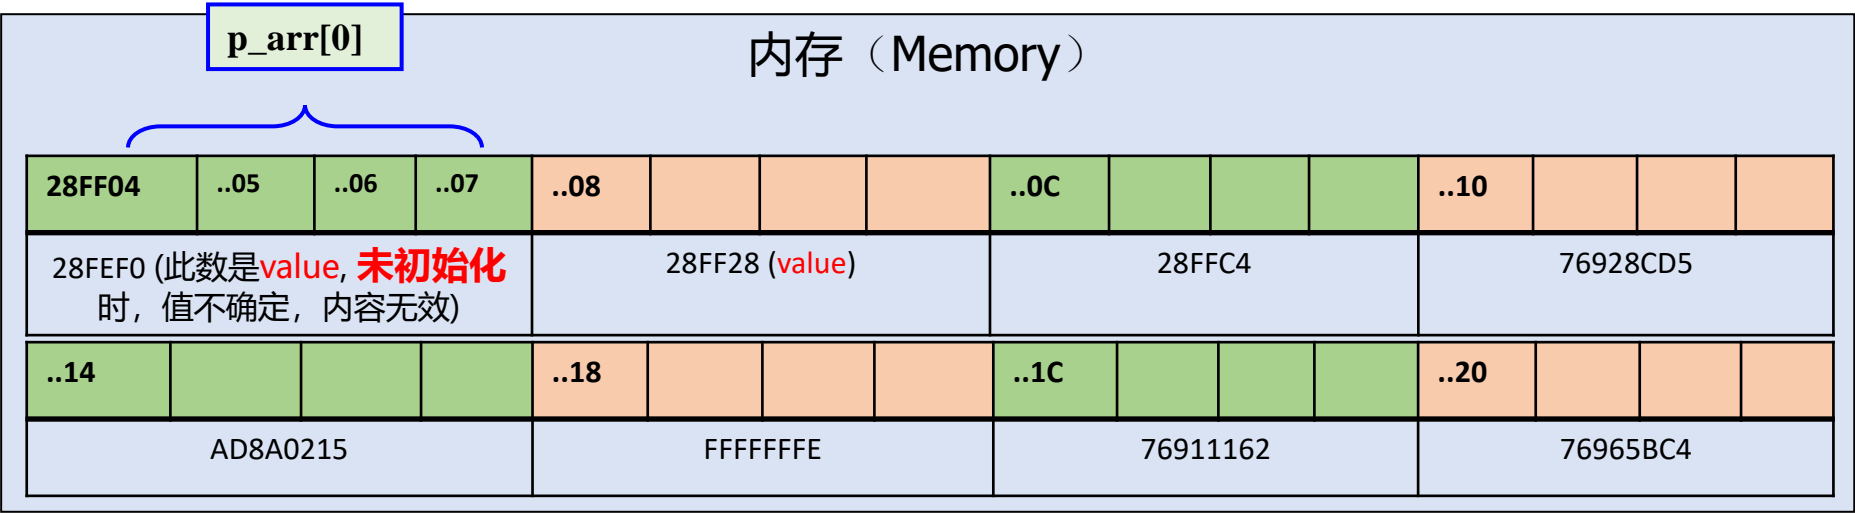 p_arr[0]
内存（Memory）
28FF04 ..05 ..06 ..07 ..08 ..0C ..10
28FEF0 (此数是value, 未初始化
时，值不确定，内容无效)
28FF28 (value)
28FFC4
76928CD5
..14 ..18 ..1C ..20
AD8A0215
FFFFFFFE
76911162
76965BC4